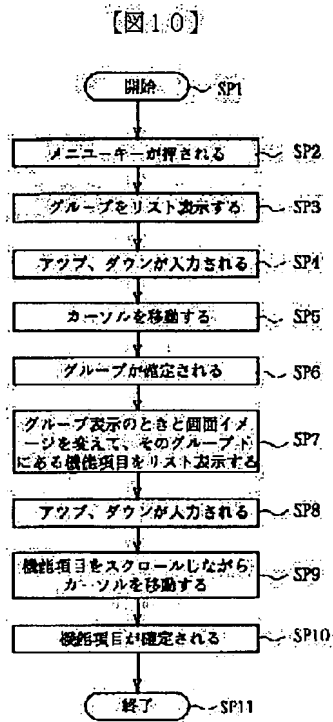 【図10】
開始 SP1
メニユーキーが押される SP2
グループをリスト表示する SP3
アツプ、ダウンが入力される SP4
カーソルを移動する SP5
グループが確定される SP6
グループ表示のときと画面イメ
ージを変えて、そのグループ下
にある機能項目をリスト表示する SP7
アツプ、ダウンが入力される SP8
機能項目をスクロールしながら
カーソルを移動する SP9
機能項目が確定される SP10
終了 SP11